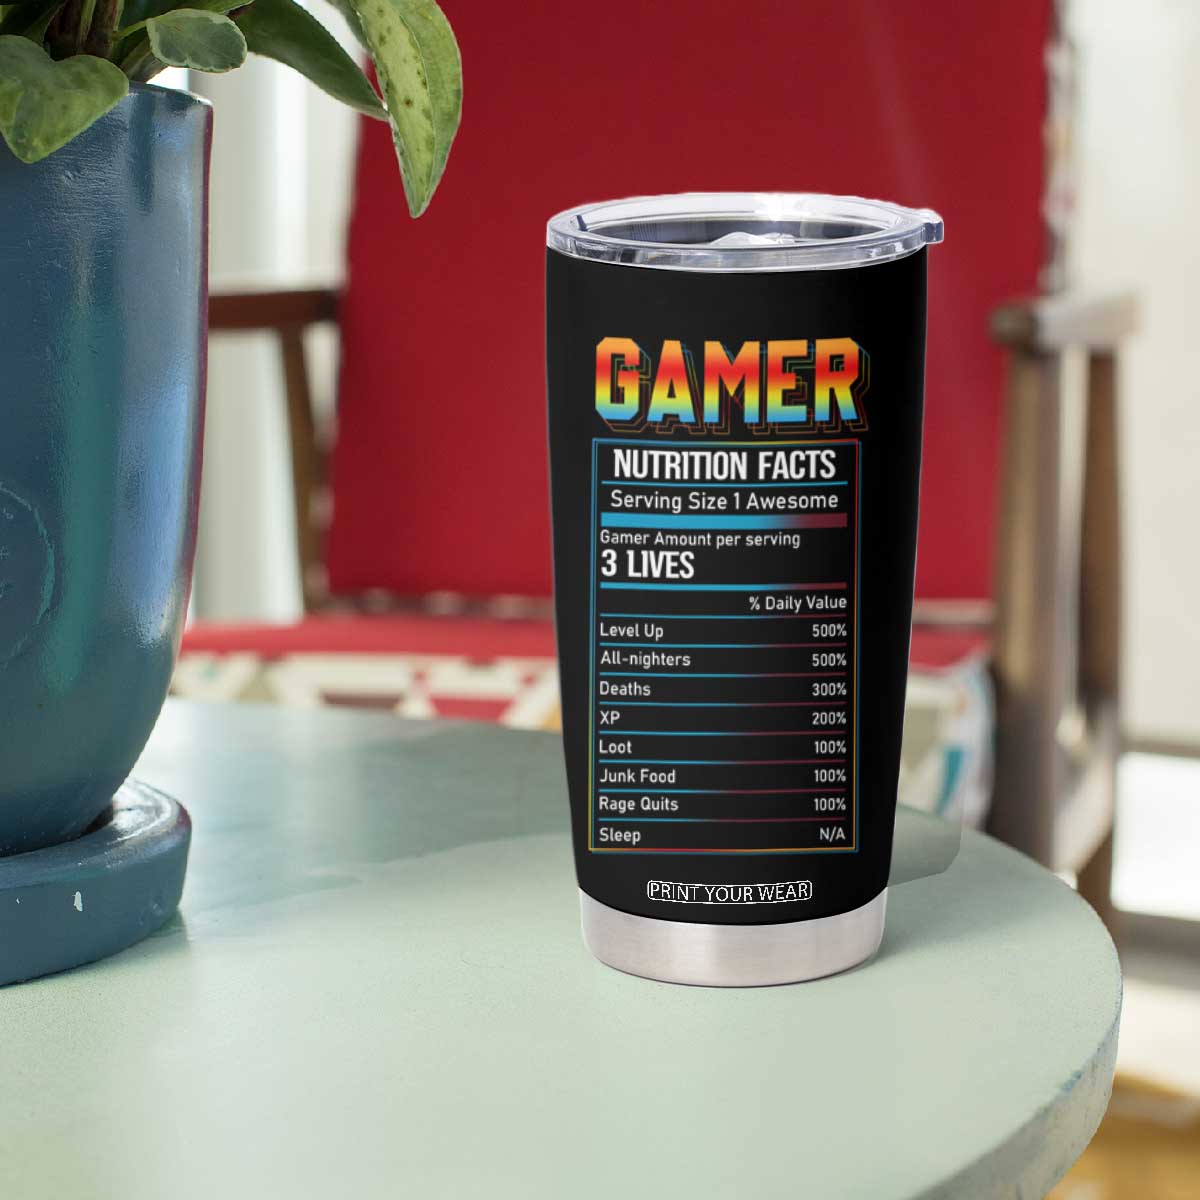 GAMER
NUTRITION FACTS
Serving Size 1 Awesome
Gamer Amount per serving
3 LIVES
% Daily Value
Level Up 500%
All-nighters 500%
Deaths 300%
XP 200%
Loot 100%
Junk Food 100%
Rage Quits 100%
Sleep N/A
PRINT YOUR WEAR